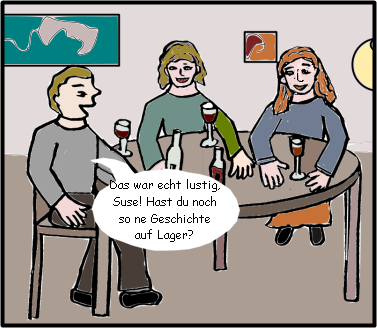 Das war echt lustig,
Suse! Hast du noch
so ne Geschichte
auf Lager?